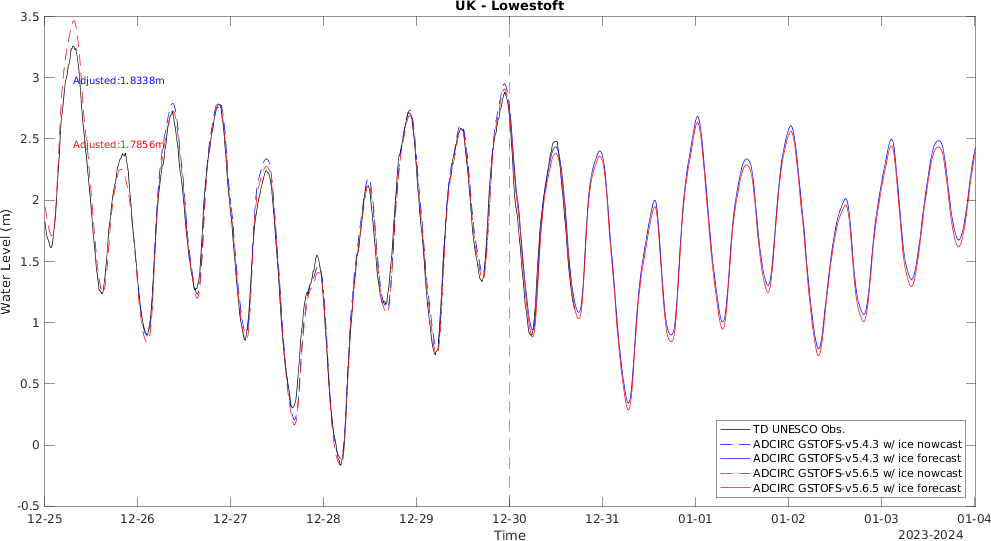 UK - Lowestoft
3.5
3
2.5
2
1.5
1
0.5
0
-0.5
Water Level (m)
Adjusted:1.8338m
Adjusted:1.7856m
TD UNESCO Obs.
ADCIRC GSTOFS-v5.4.3 w/ ice nowcast
ADCIRC GSTOFS-v5.4.3 w/ ice forecast
ADCIRC GSTOFS-v5.6.5 w/ ice nowcast
ADCIRC GSTOFS-v5.6.5 w/ ice forecast
12-25 12-26 12-27 12-28 12-29 12-30 12-31 01-01 01-02 01-03 01-04
Time
2023-2024